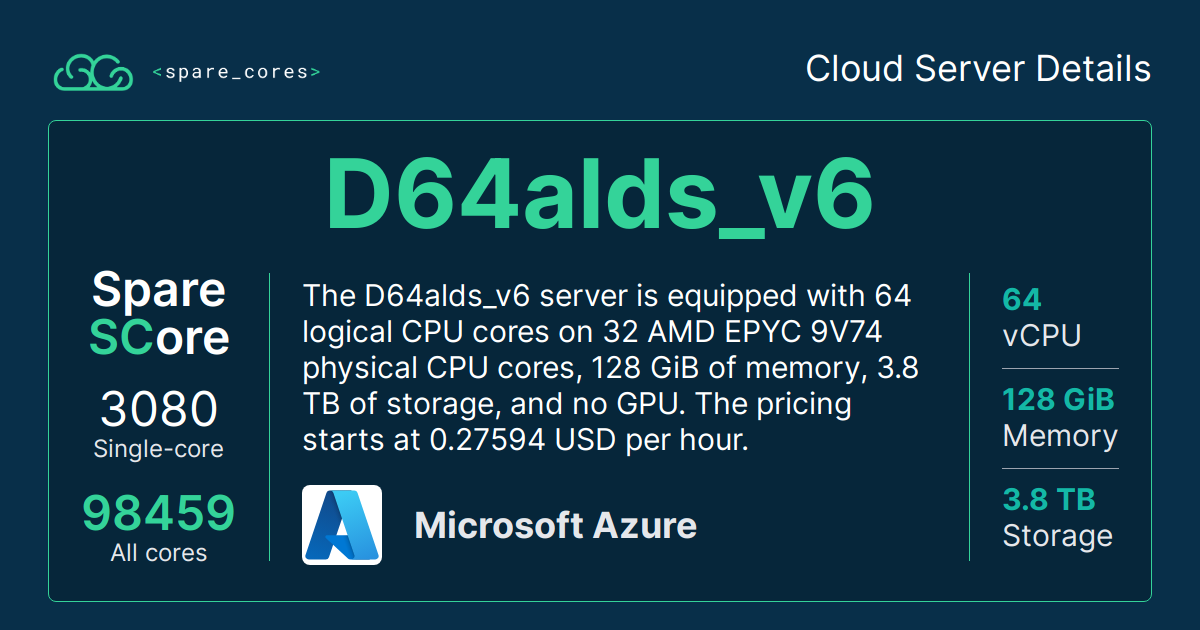 <spare_cores>
Cloud Server Details
D64alds_v6
Spare
SCore
3080
Single-core
98459
All cores
The D64alds_v6 server is equipped with 64
logical CPU cores on 32 AMD EPYC 9V74
physical CPU cores, 128 GiB of memory, 3.8
TB of storage, and no GPU. The pricing
starts at 0.27594 USD per hour.
Microsoft Azure
64
vCPU
128 GiB
Memory
3.8 TB
Storage